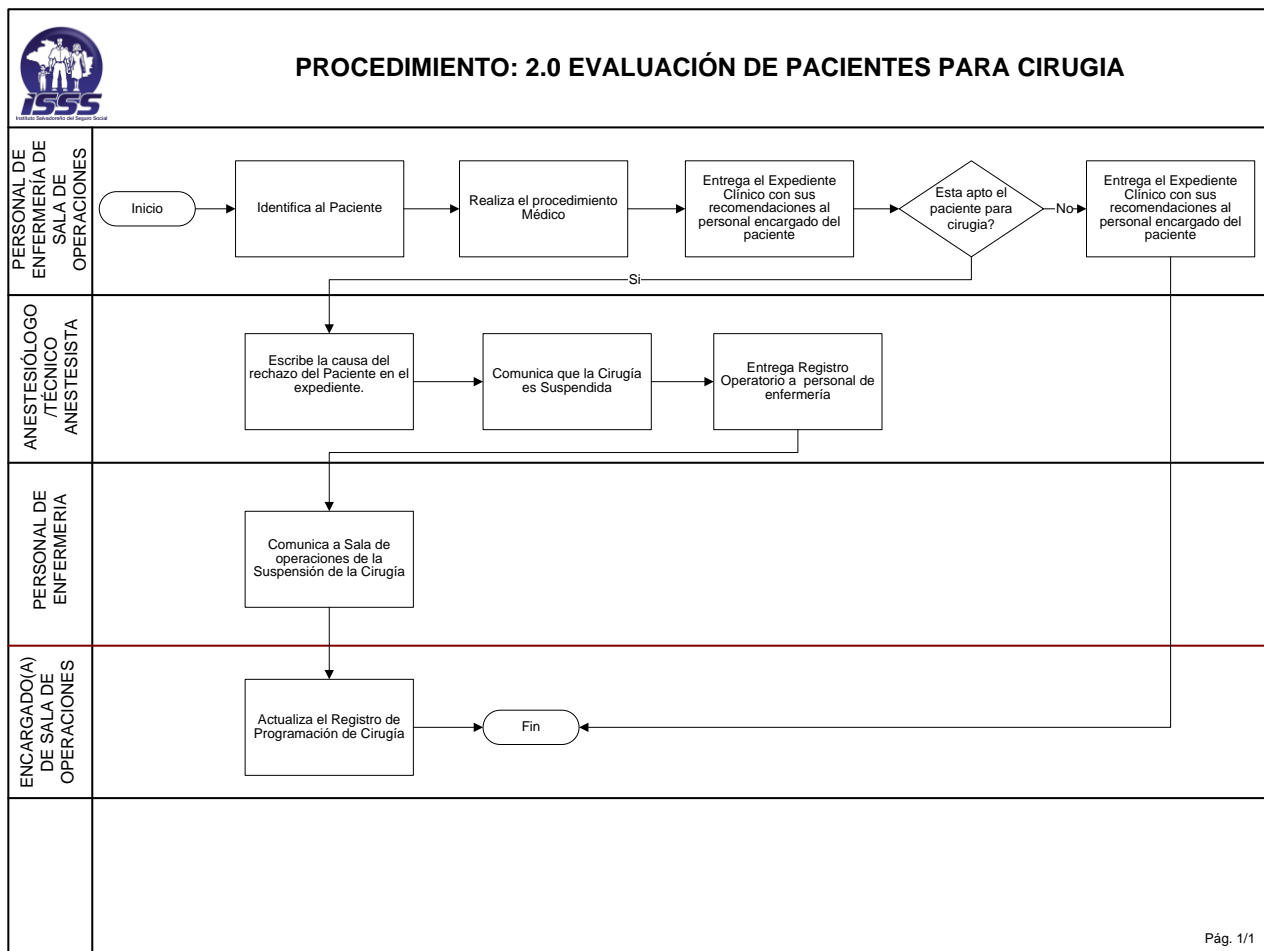 ISSS
Instituto Salvadoreño del Seguro Social
PROCEDIMIENTO: 2.0 EVALUACIÓN DE PACIENTES PARA CIRUGIA
PERSONAL DE
ENFERMERÍA DE
SALA DE
OPERACIONES
Inicio
Identifica al Paciente
Realiza el procedimiento
Médico
Entrega el Expediente
Clínico con sus
recomendaciones al
personal encargado del
paciente
Esta apto el
paciente para
cirugia?
No
Entrega el Expediente
Clínico con sus
recomendaciones al
personal encargado del
paciente
Si
ANESTESIÓLOGO
/TÉCNICO
ANESTESISTA
Escribe la causa del
rechazo del Paciente en el
expediente.
Comunica que la Cirugía
es Suspendida
Entrega Registro
Operatorio a personal de
enfermería
PERSONAL DE
ENFERMERIA
Comunica a Sala de
operaciones de la
Suspensión de la Cirugía
ENCARGADO(A)
DE SALA DE
OPERACIONES
Actualiza el Registro de
Programación de Cirugía
Fin
Pág. 1/1